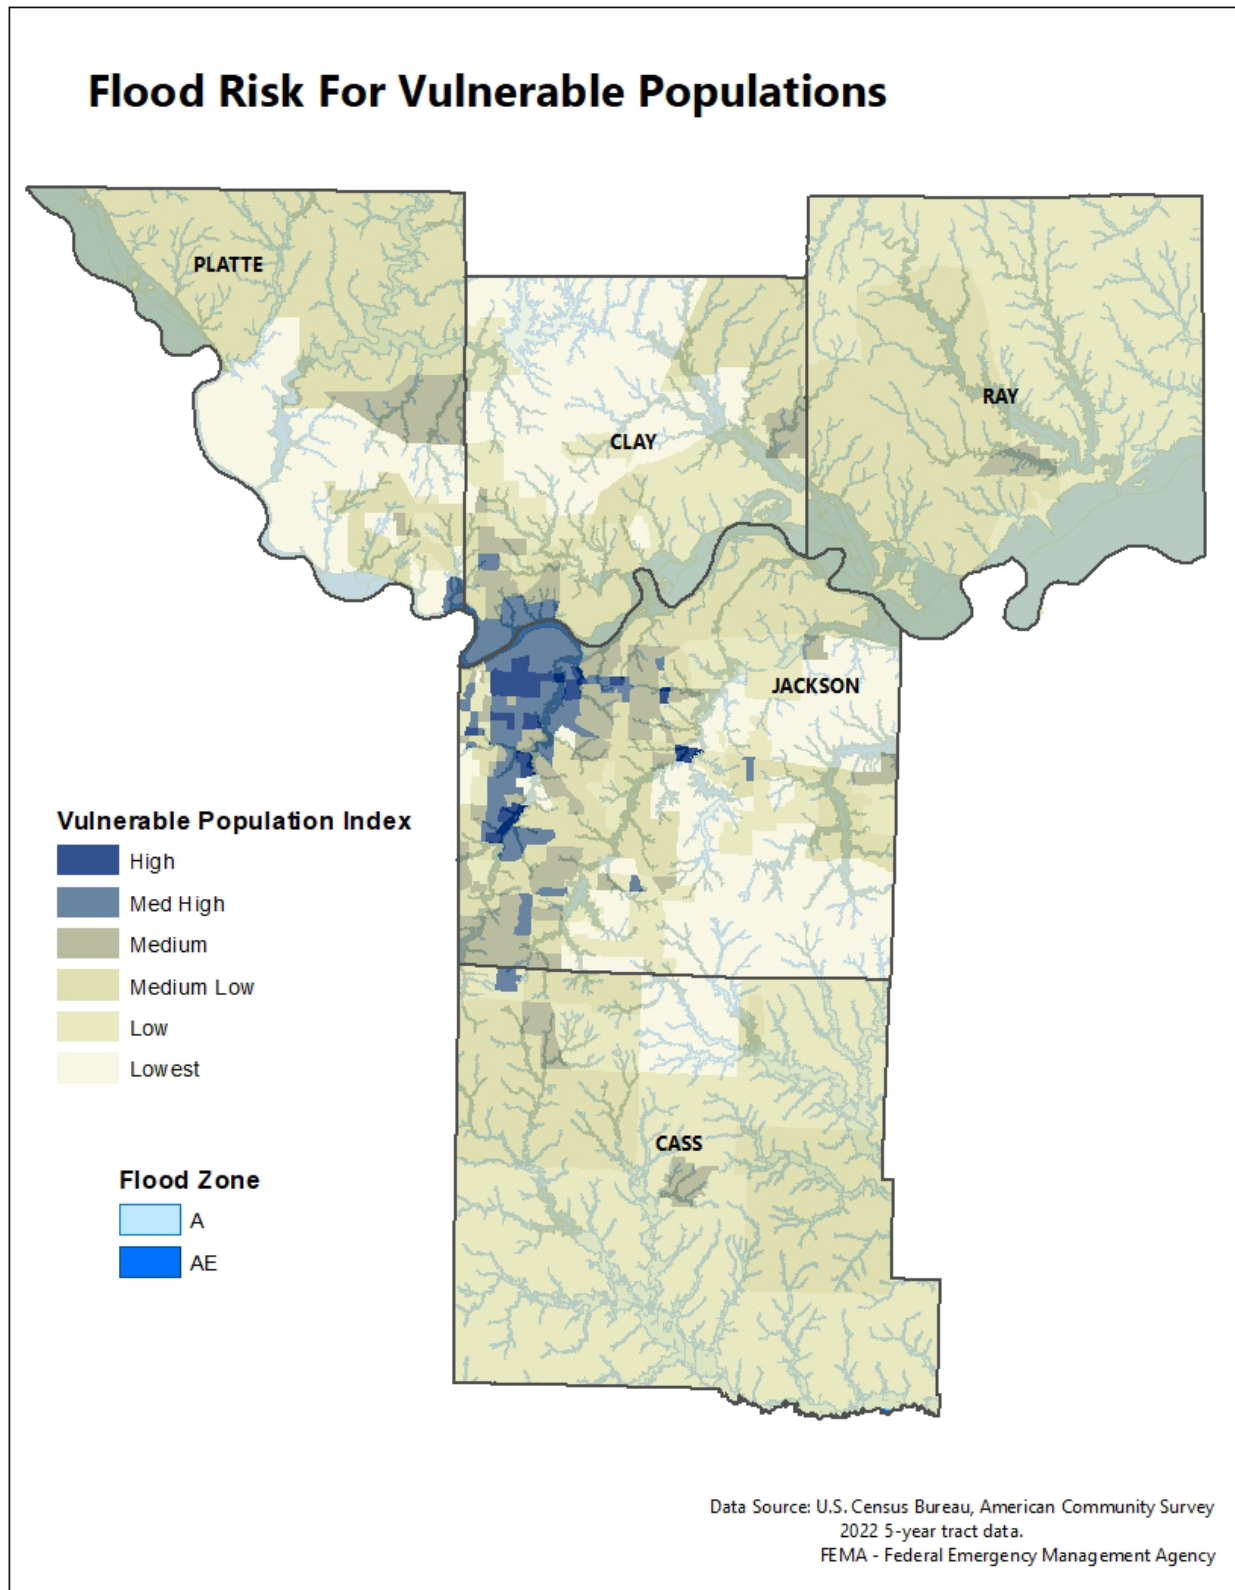 Flood Risk For Vulnerable Populations
PLATTE
RAY
CLAY
JACKSON
Vulnerable Population Index
High
Med High
Medium
Medium Low
Low
Lowest
CASS
Flood Zone
A
AE
Data Source: U.S. Census Bureau, American Community Survey
2022 5-year tract data.
FEMA - Federal Emergency Management Agency